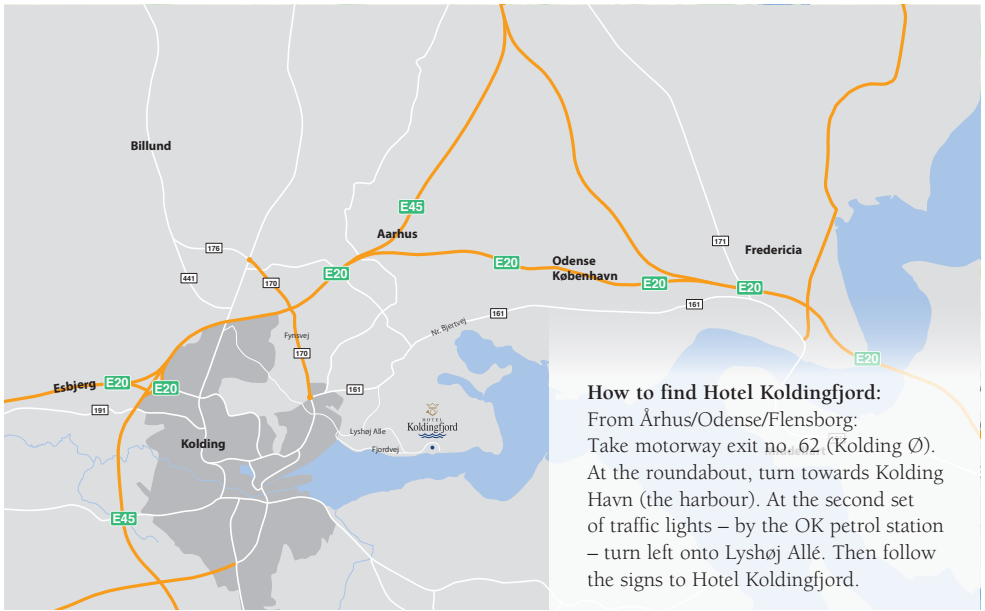 Billund
E45
Aarhus
176
171
Fredericia
Odense
København
E20
E20
441
170
E20
E20
161
161
Nr. Bjertvej
Fynsvej
170
E20
Esbjerg
E20
E20
161
191
HOTEL
Koldingfjord
Lyshøj Alle
Kolding
Fjordvej
E45
How to find Hotel Koldingfjord:
From Århus/Odense/Flensborg:
Take motorway exit no. 62 (Kolding Ø).
At the roundabout, turn towards Kolding
Havn (the harbour). At the second set
of traffic lights – by the OK petrol station
– turn left onto Lyshøj Allé. Then follow
the signs to Hotel Koldingfjord.